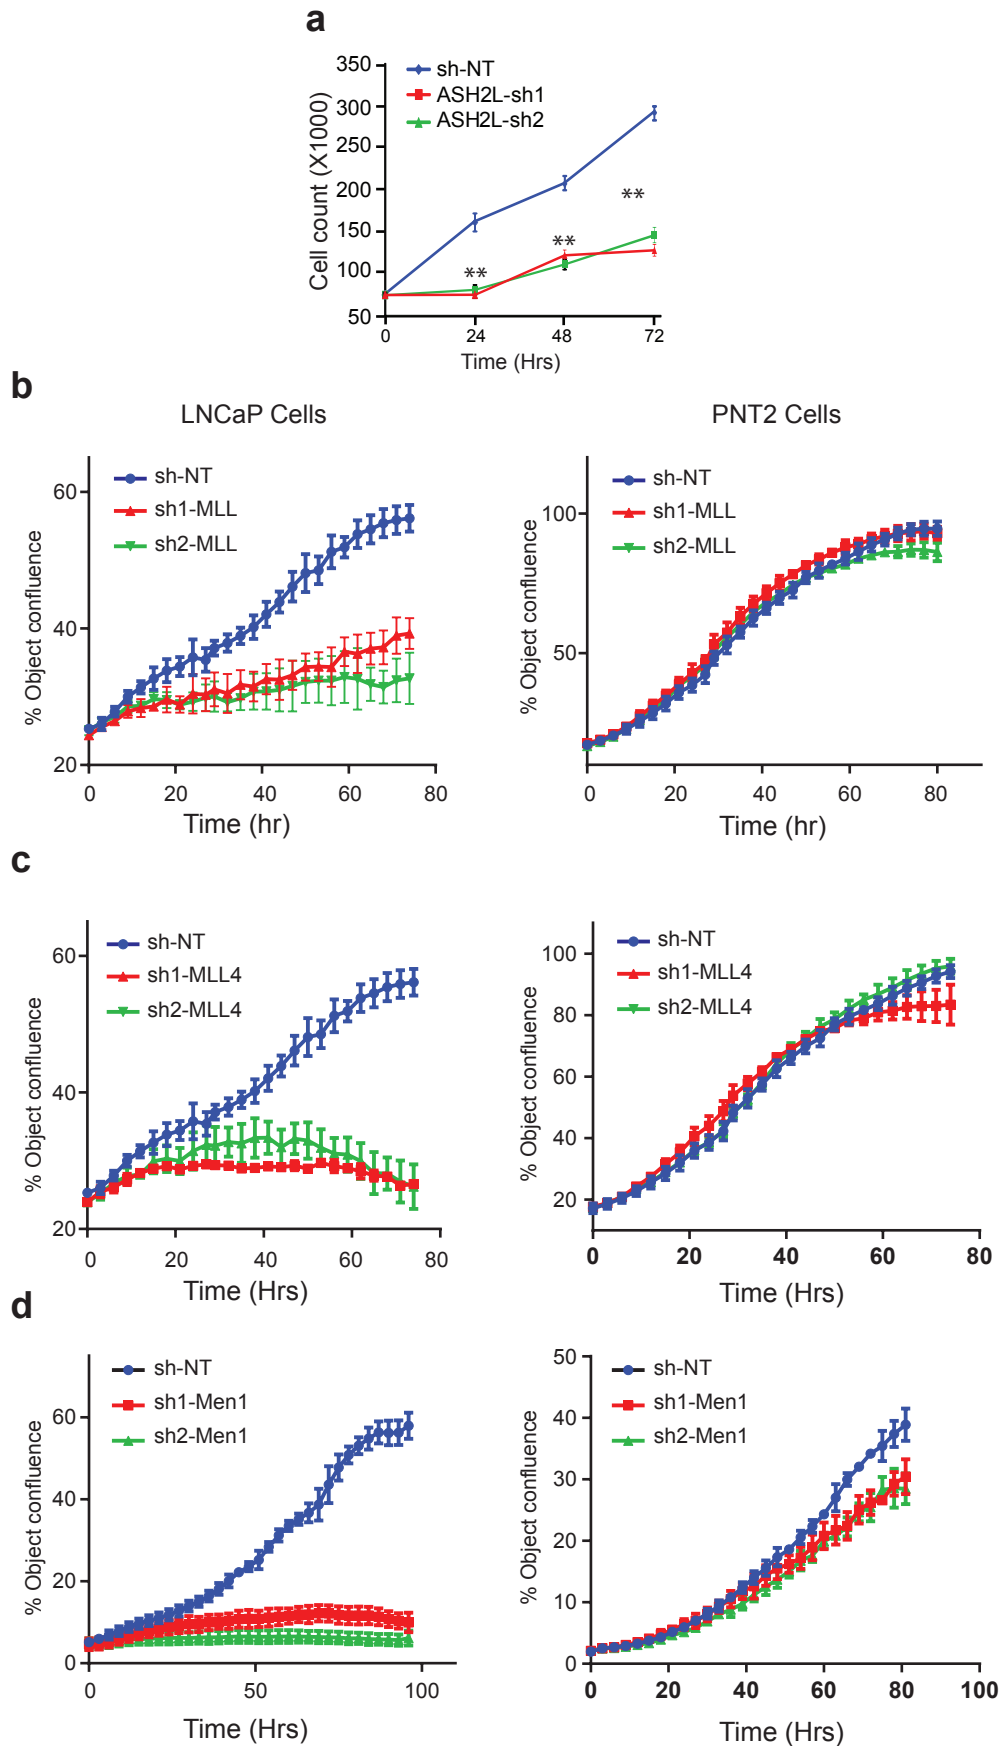 a
350
300
250
200
150
100
50
Cell count (X1000)
sh-NT
ASH2L-sh1
ASH2L-sh2
**
**
**
0 24 48 72
Time (Hrs)
b
LNCaP Cells
60
40
20
% Object confluence
sh-NT
sh1-MLL
sh2-MLL
0 20 40 60 80
Time (hr)
PNT2 Cells
100
50
% Object confluence
sh-NT
sh1-MLL
sh2-MLL
0 20 40 60 80
Time (hr)
c
60
40
20
% Object confluence
sh-NT
sh1-MLL4
sh2-MLL4
0 20 40 60 80
Time (Hrs)
100
80
60
40
20
% Object confluence
sh-NT
sh1-MLL4
sh2-MLL4
0 20 40 60 80
Time (Hrs)
d
60
40
20
0
% Object confluence
sh-NT
sh1-Men1
sh2-Men1
0 50 100
Time (Hrs)
50
40
30
20
10
0
% Object confluence
sh-NT
sh1-Men1
sh2-Men1
0 20 40 60 80 100
Time (Hrs)